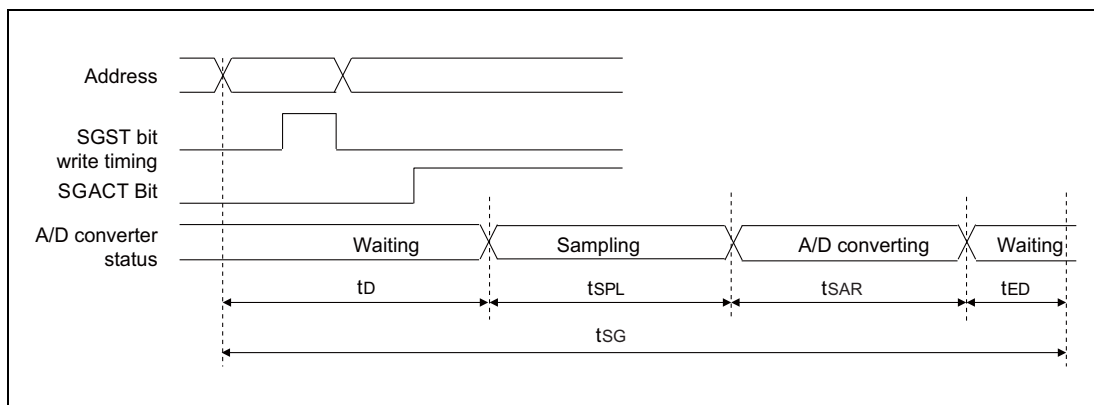 Address
SGST bit
write timing
SGACT Bit
A/D converter
status
Waiting
Sampling
A/D converting
Waiting
tD
tSPL
tSAR
tED
tSG